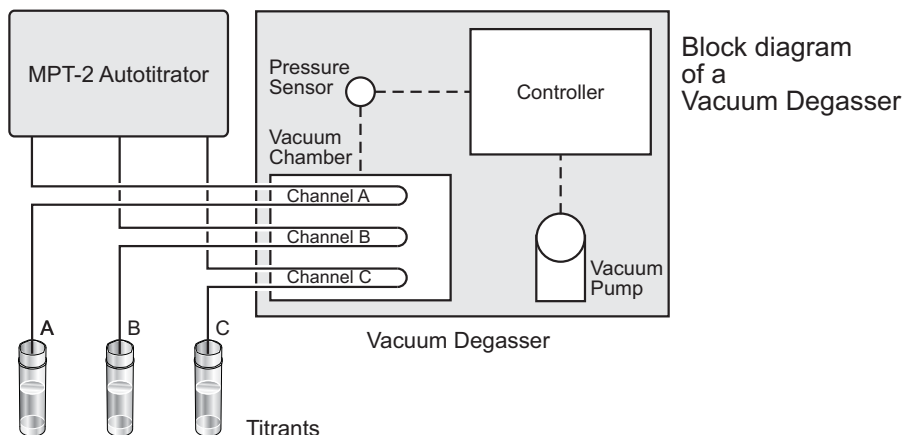 MPT-2 Autotitrator
Pressure
Sensor
Controller
Block diagram
of a
Vacuum Degasser
Vacuum
Chamber
Channel A
Channel B
Channel C
Vacuum
Pump
Vacuum Degasser
A
B
C
Titrants